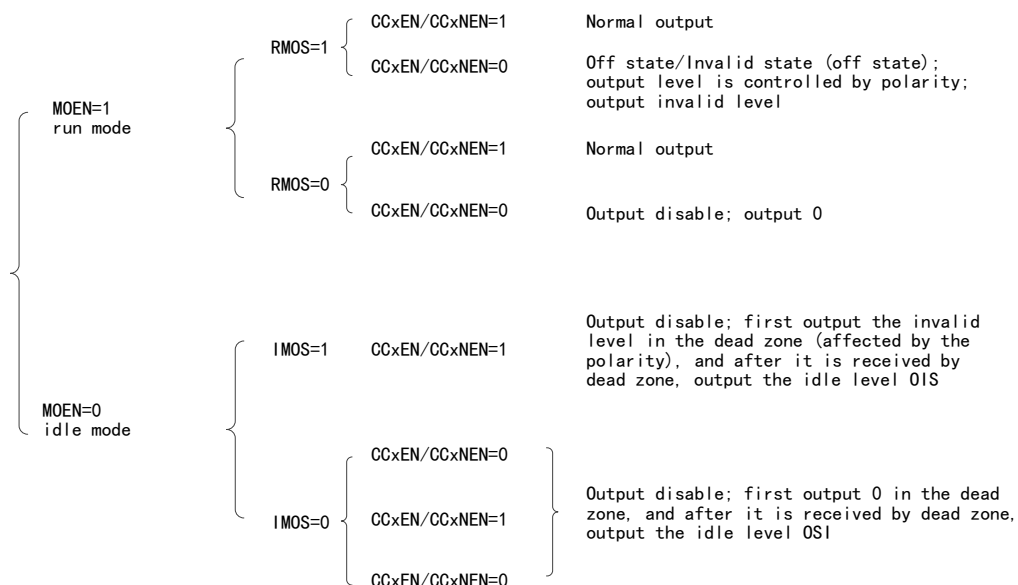 CCxEN/CCxNEN=1 Normal output
RMOS=1
CCxEN/CCxNEN=0 Off state/Invalid state (off state);
output level is controlled by polarity;
output invalid level
MOEN=1
run mode
CCxEN/CCxNEN=1 Normal output
RMOS=0
CCxEN/CCxNEN=0 Output disable; output 0
Output disable; first output the invalid
level in the dead zone (affected by the
polarity), and after it is received by
dead zone, output the idle level OIS
IMOS=1 CCxEN/CCxNEN=1
MOEN=0
idle mode
CCxEN/CCxNEN=0
Output disable; first output 0 in the dead
zone, and after it is received by dead zone,
output the idle level OSI
IMOS=0 CCxEN/CCxNEN=1
CCxEN/CCxNEN=0